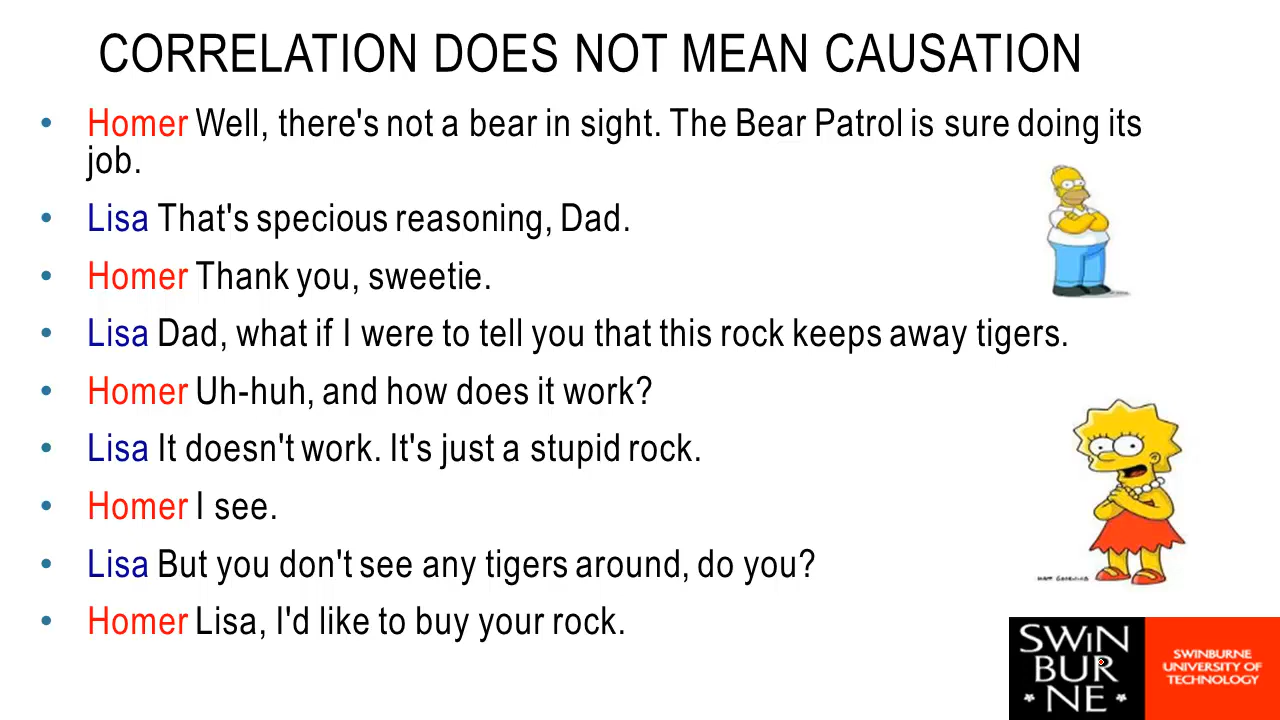 CORRELATION DOES NOT MEAN CAUSATION
• Homer Well, there's not a bear in sight. The Bear Patrol is sure doing its
job.
• Lisa That's specious reasoning, Dad.
• Homer Thank you, sweetie.
• Lisa Dad, what if I were to tell you that this rock keeps away tigers.
• Homer Uh-huh, and how does it work?
• Lisa It doesn't work. It's just a stupid rock.
• Homer I see.
• Lisa But you don't see any tigers around, do you?
• Homer Lisa, I'd like to buy your rock.
MATT GROENING
SWIN
BUR
NE
SWINBURNE
UNIVERSITY OF
TECHNOLOGY